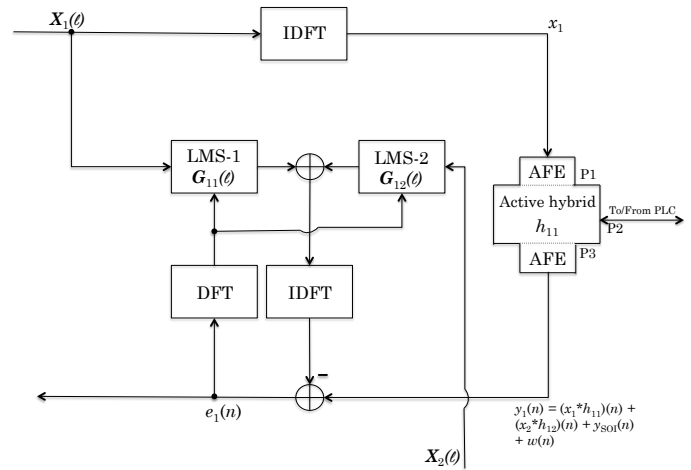 X₁(ℓ)
IDFT
x₁
LMS-1
G₁₁(ℓ)
LMS-2
G₁₂(ℓ)
AFE
P1
Active hybrid
h₁₁
To/From PLC
P2
AFE
P3
DFT
IDFT
–
e₁(n)
y₁(n) = (x₁*h₁₁)(n) +
(x₂*h₁₂)(n) + y_SOI(n)
+ w(n)
X₂(ℓ)